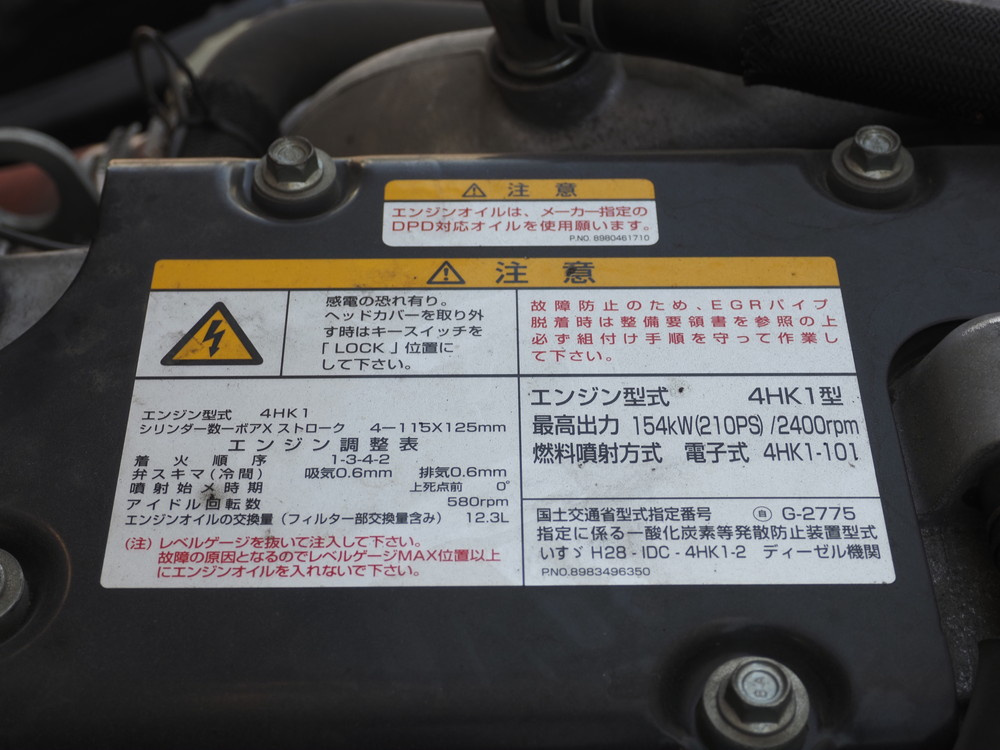 注 意
エンジンオイルは、メーカー指定の
DPD対応オイルを使用願います。
P.NO. 8980461710
注 意
感電の恐れ有り。
ヘッドカバーを取り外
す時はキースイッチを
「LOCK」位置に
して下さい。
故障防止のため、EGRパイプ
脱着時は整備要領書を参照の上
必ず組付け手順を守って作業し
て下さい。
エンジン型式 4HK1
シリンダー数ーボアX ストローク 4ー115X125mm
エンジン調整表
着火順序 1-3-4-2
弁スキマ(冷間) 吸気0.6mm 排気0.6mm
噴射始メ時期 上死点前 0°
アイドル回転数 580rpm
エンジンオイルの交換量(フィルター部交換量含み) 12.3L
(注) レベルゲージを抜いて注入して下さい。
故障の原因となるのでレベルゲージMAX位置以上
にエンジンオイルを入れないで下さい。
エンジン型式 4HK1型
最高出力 154kW(210PS)/2400rpm
燃料噴射方式 電子式 4HK1-101
国土交通省型式指定番号 ㊀自 G-2775
指定に係る一酸化炭素等発散防止装置型式
いすゞ H28-IDC-4HK1-2 ディーゼル機関
P.NO.8983496350
8A